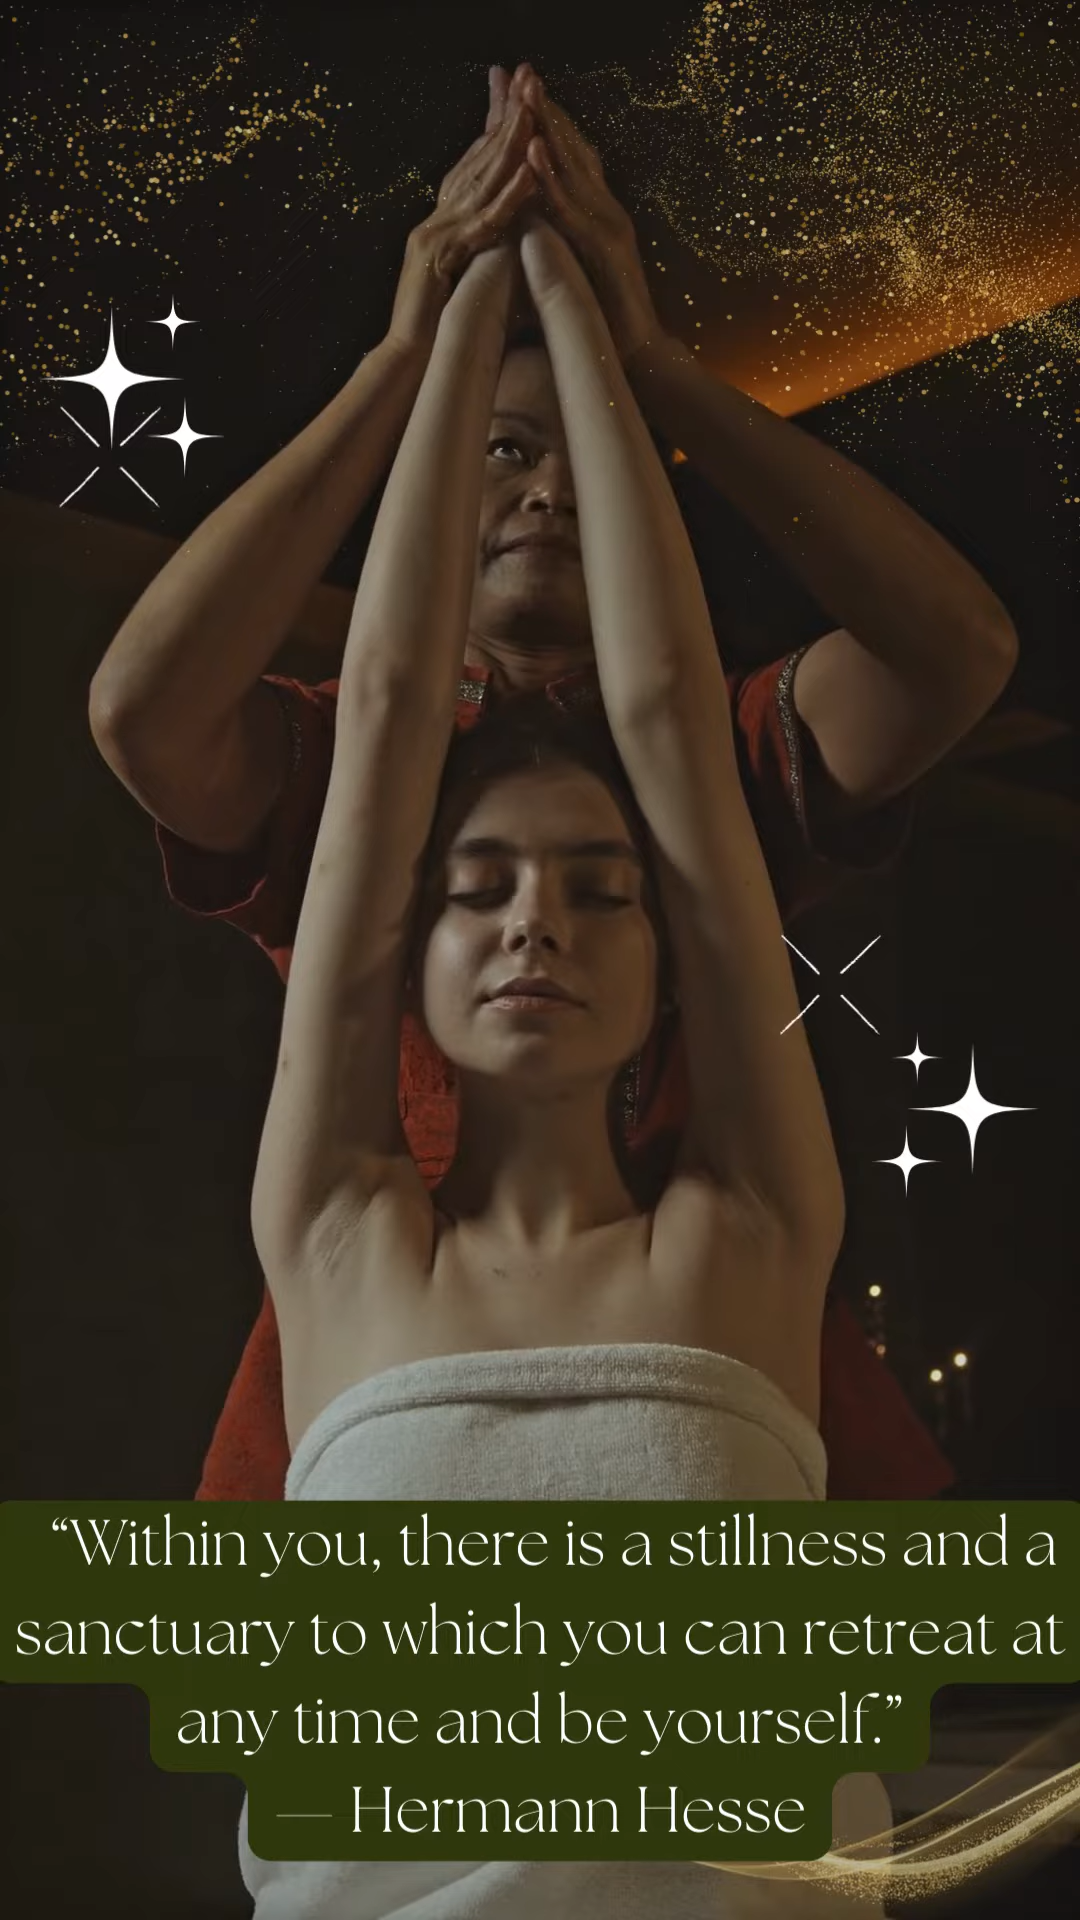 “Within you, there is a stillness and a
sanctuary to which you can retreat at
any time and be yourself.”
— Hermann Hesse